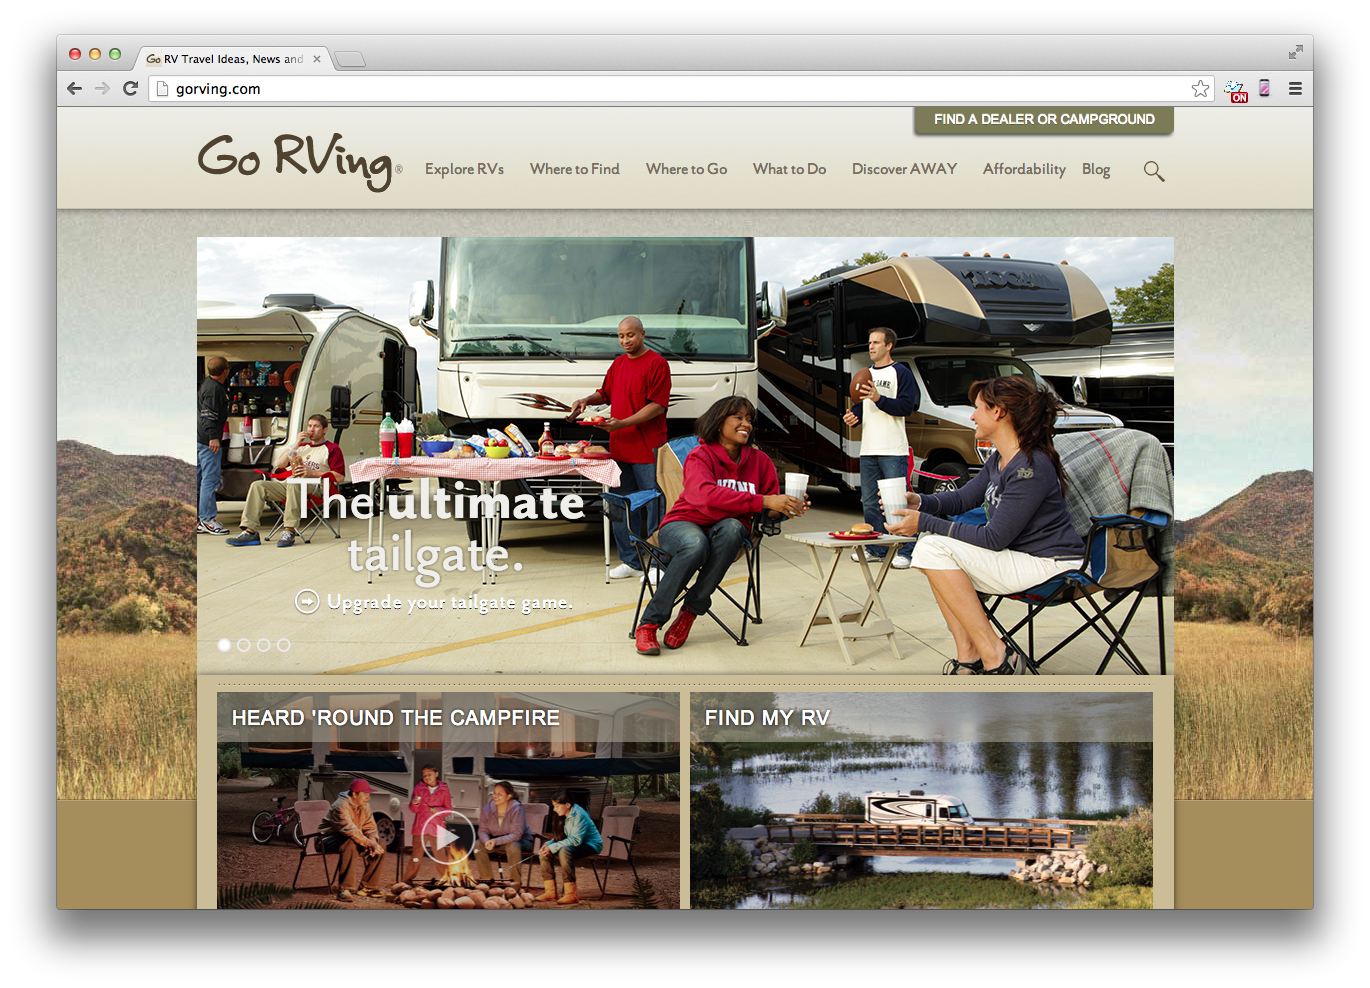 Go RV Travel Ideas, News and
gorving.com
ON
FIND A DEALER OR CAMPGROUND
Go RVing®
Explore RVs
Where to Find
Where to Go
What to Do
Discover AWAY
Affordability
Blog
The ultimate
tailgate.
Upgrade your tailgate game.
HEARD 'ROUND THE CAMPFIRE
FIND MY RV